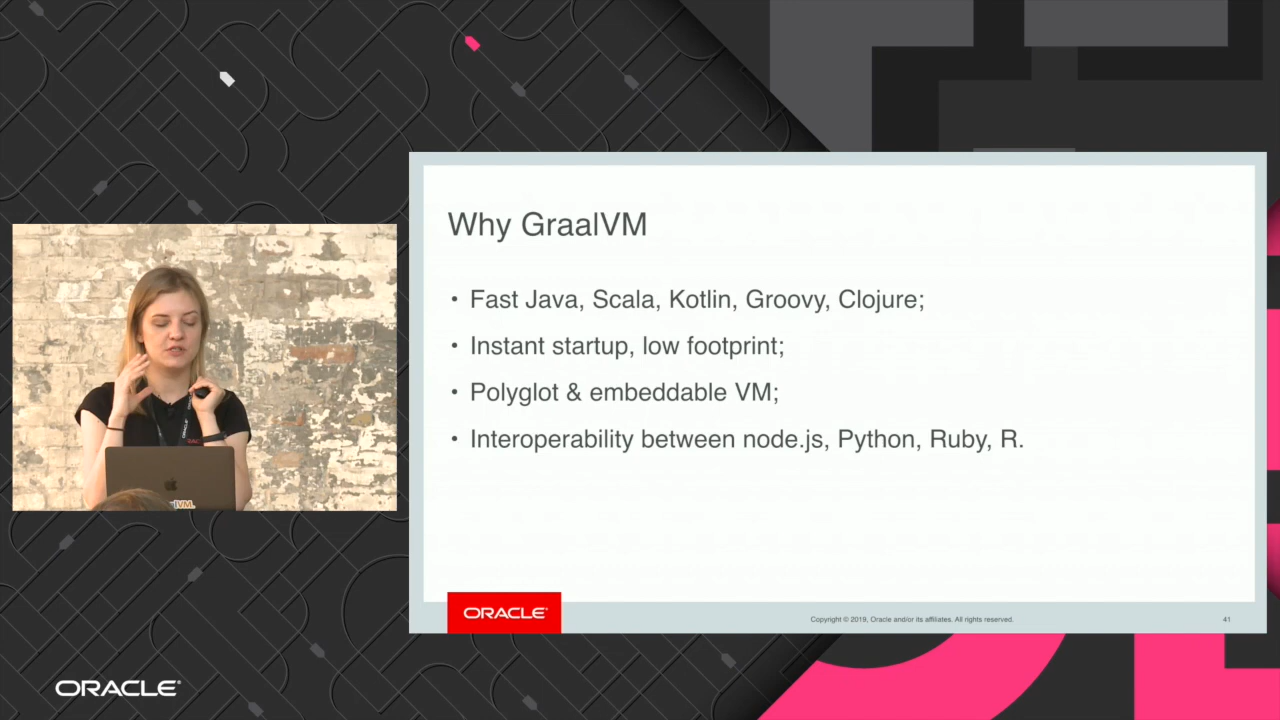 Why GraalVM
• Fast Java, Scala, Kotlin, Groovy, Clojure;
• Instant startup, low footprint;
• Polyglot & embeddable VM;
• Interoperability between node.js, Python, Ruby, R.
ORACLE
Copyright © 2019, Oracle and/or its affiliates. All rights reserved.
41
ORACLE